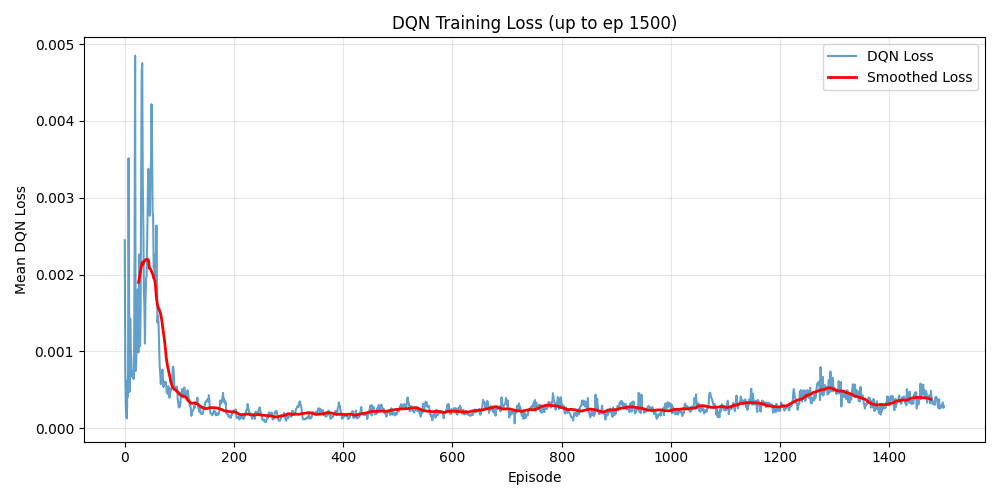 DQN Training Loss (up to ep 1500)
DQN Loss
Smoothed Loss
0.005
0.004
0.003
0.002
0.001
0.000
Mean DQN Loss
0 200 400 600 800 1000 1200 1400
Episode